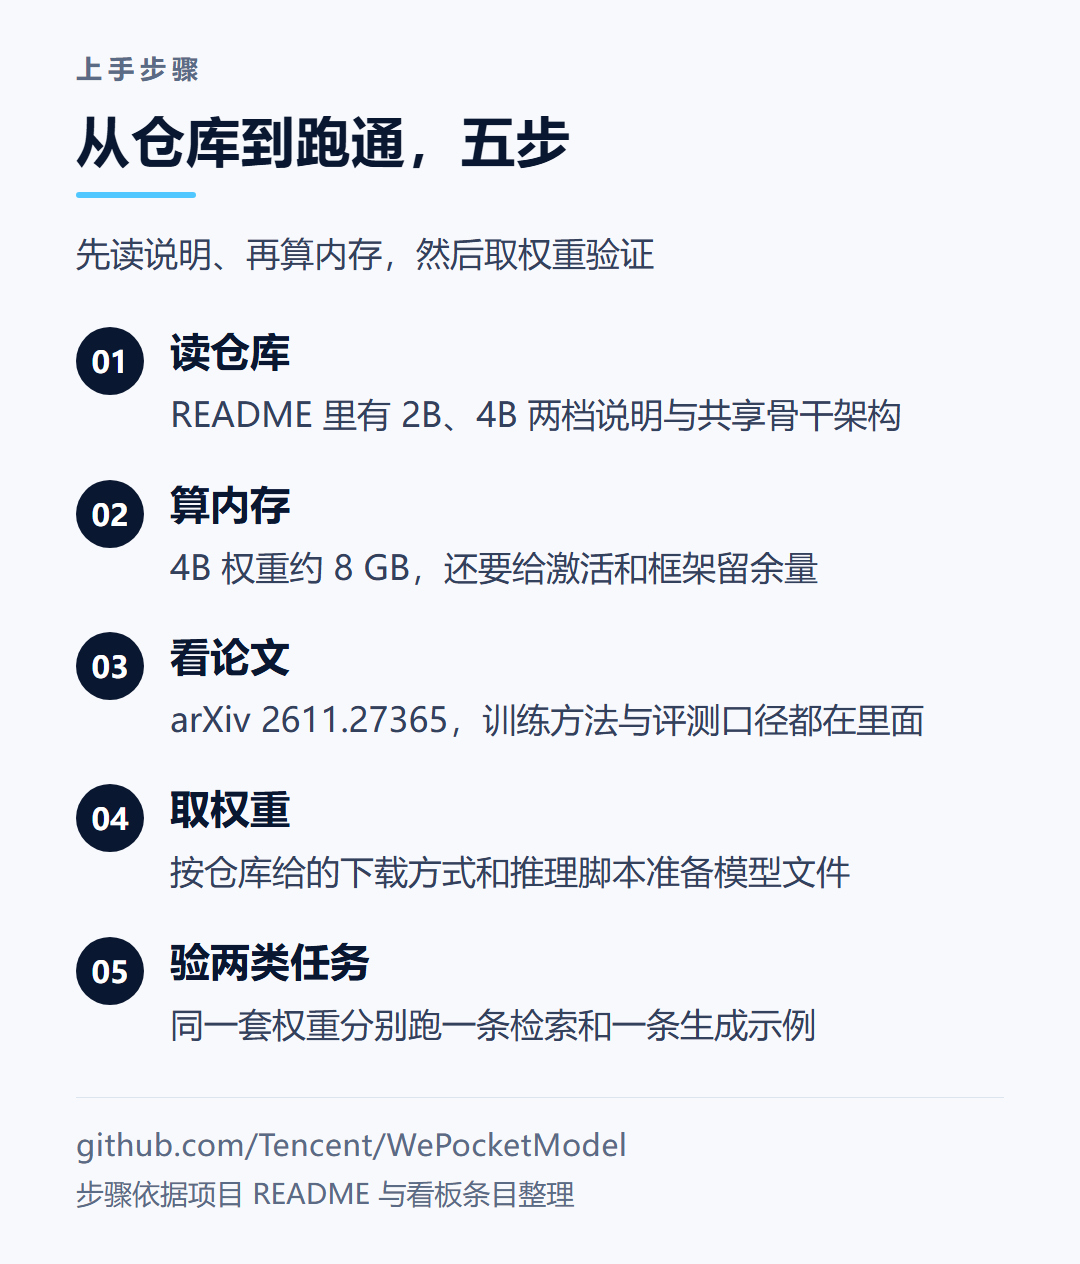 上手步骤
从仓库到跑通，五步
先读说明、再算内存，然后取权重验证
01
读仓库
README 里有 2B、4B 两档说明与共享骨干架构
02
算内存
4B 权重约 8 GB，还要给激活和框架留余量
03
看论文
arXiv 2611.27365，训练方法与评测口径都在里面
04
取权重
按仓库给的下载方式和推理脚本准备模型文件
05
验两类任务
同一套权重分别跑一条检索和一条生成示例
github.com/Tencent/WePocketModel
步骤依据项目 README 与看板条目整理